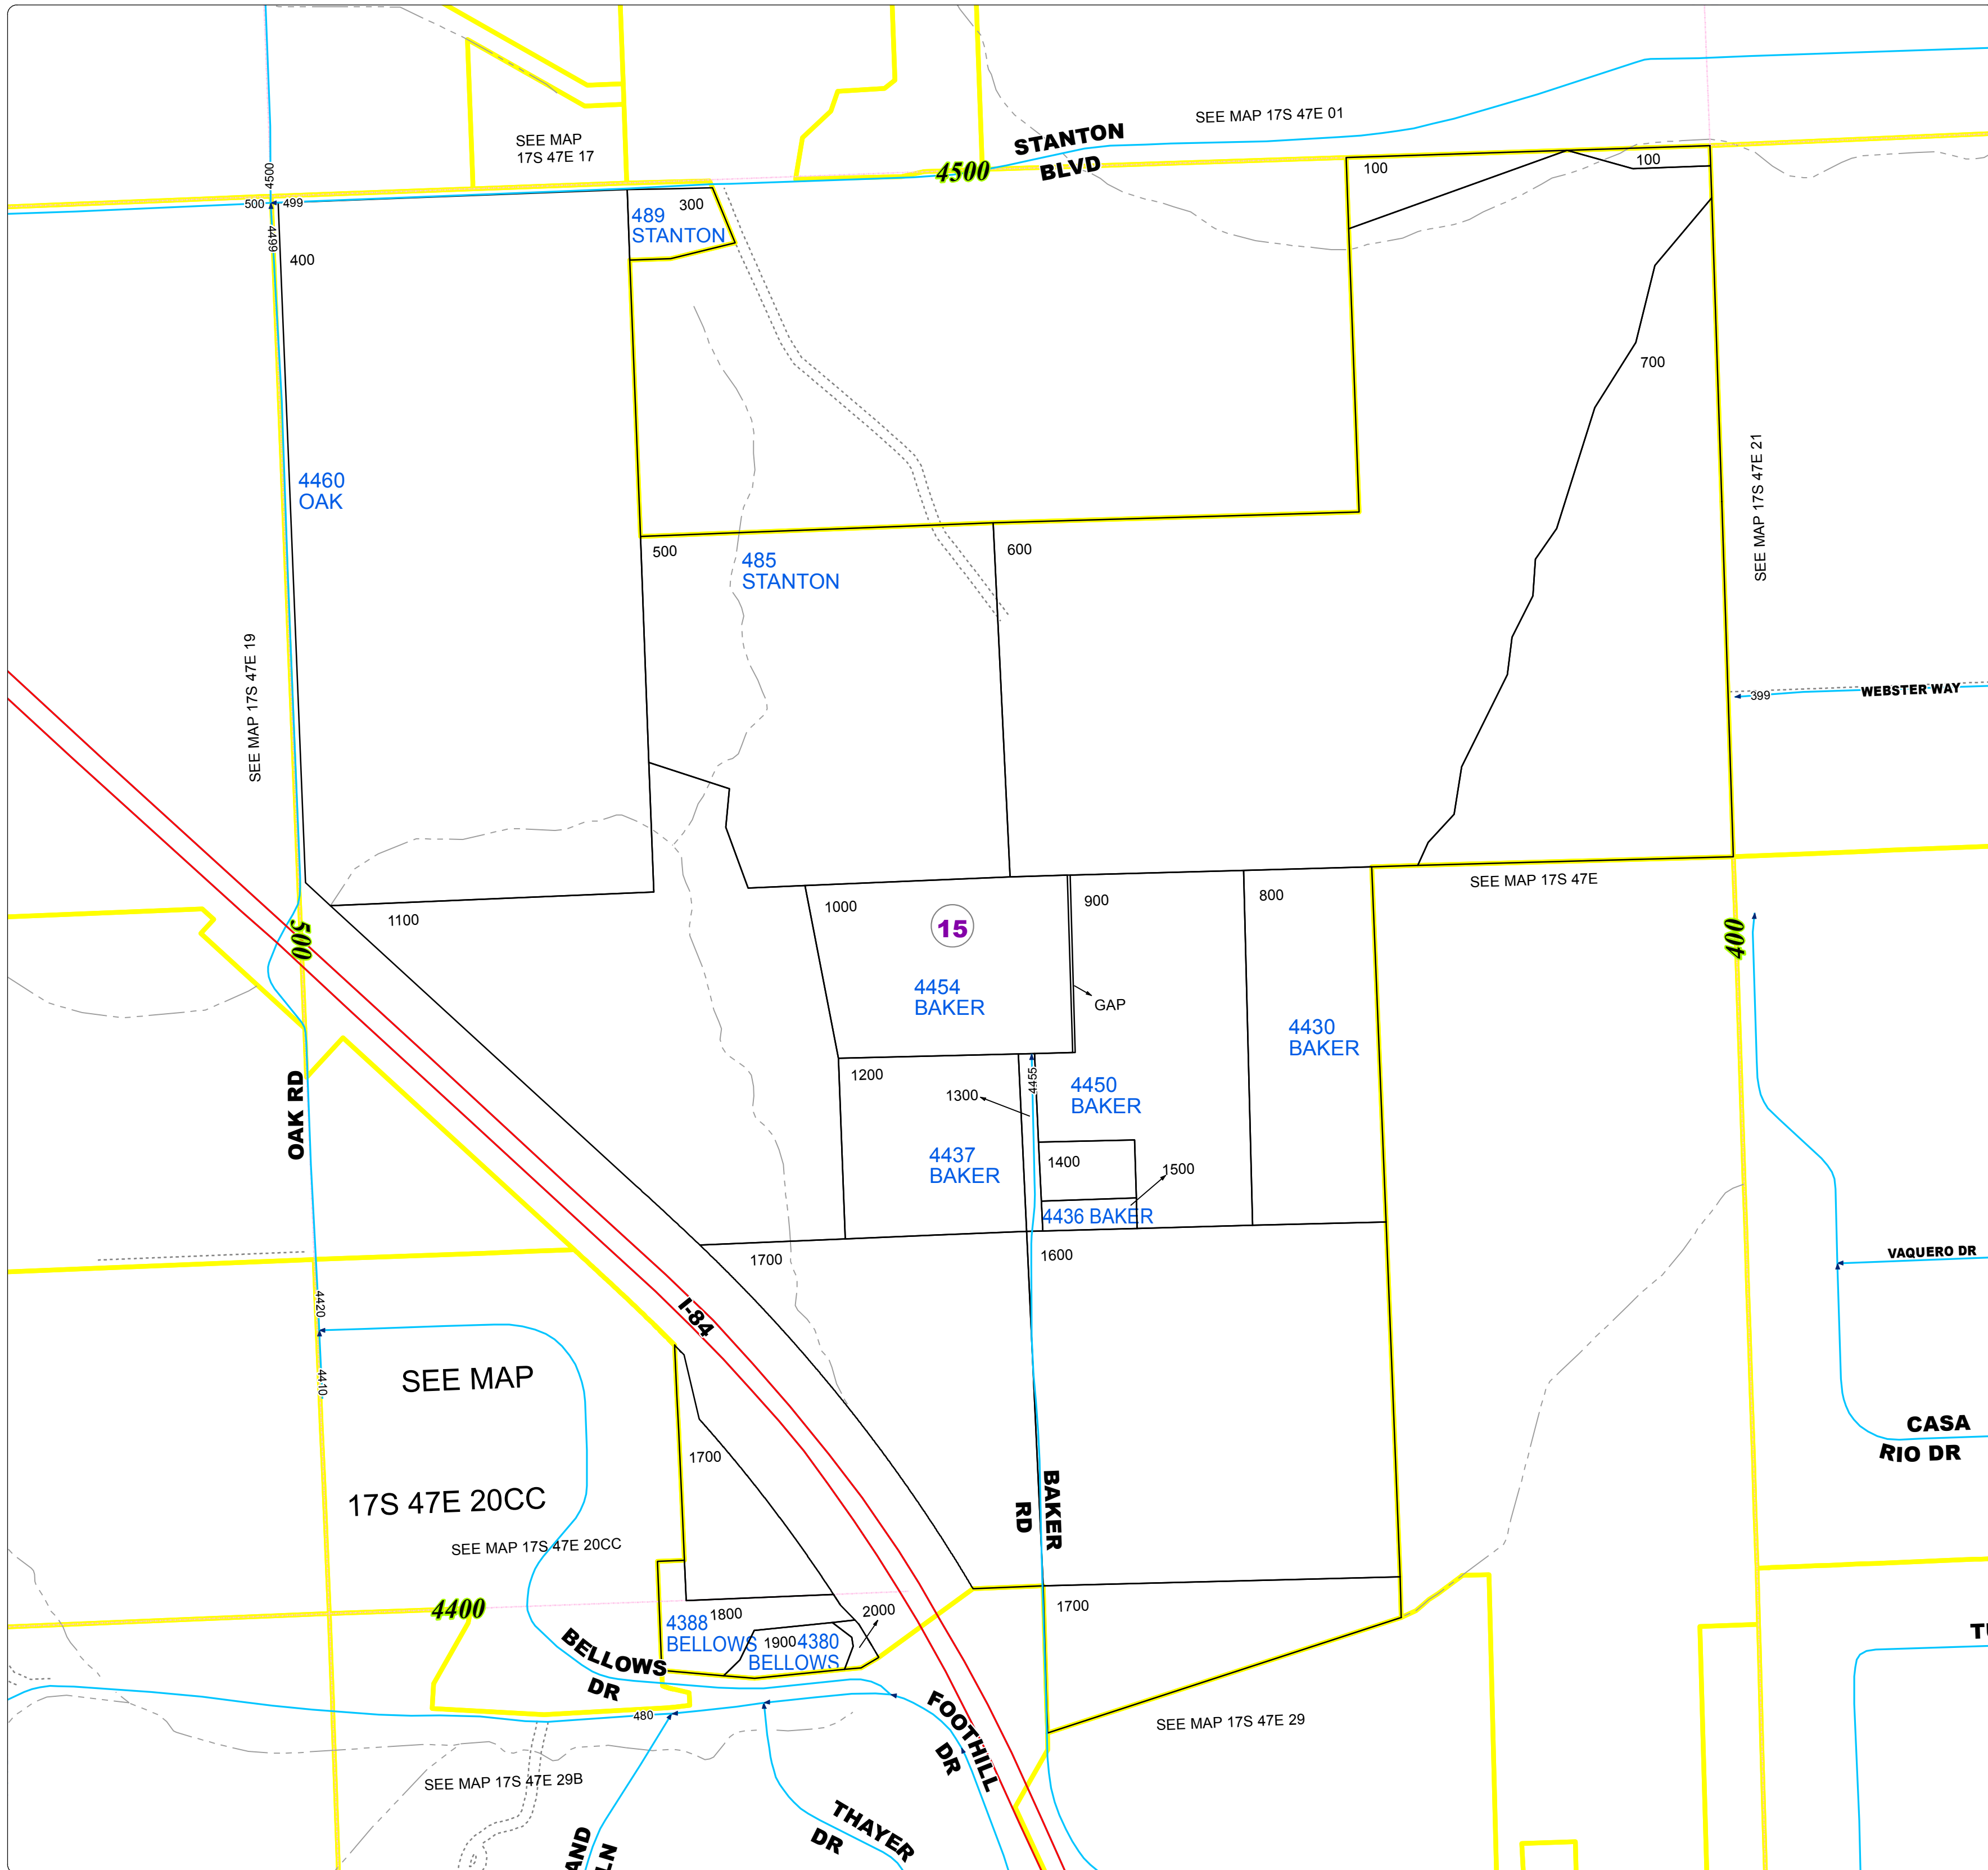 SEE MAP 17S 47E 01
STANTON
BLVD
SEE MAP
17S 47E 17
4500
4500
100
100
500
499
4499
300
489
STANTON
400
700
4460
OAK
SEE MAP 17S 47E 21
500
485
STANTON
600
SEE MAP 17S 47E 19
399
WEBSTER WAY
SEE MAP 17S 47E
1100
500
1000
15
900
800
400
4454
BAKER
GAP
4430
BAKER
1200
4455
1300
4450
BAKER
OAK RD
4437
BAKER
1400
1500
4436 BAKER
1700
1600
VAQUERO DR
4420
I-84
4410
SEE MAP
17S 47E 20CC
SEE MAP 17S 47E 20CC
1700
CASA
RIO DR
BAKER
RD
4400
1800
2000
1700
4388
BELLOWS
1900
4380
BELLOWS
BELLOWS
DR
TU
480
FOOTHILL
DR
SEE MAP 17S 47E 29
SEE MAP 17S 47E 29B
THAYER
DR
AND
LN